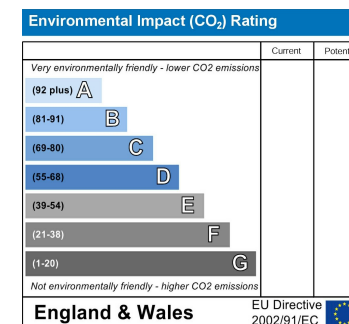 Environmental Impact (CO₂) Rating
Current Potent
Very environmentally friendly - lower CO2 emissions
(92 plus) A
(81-91) B
(69-80) C
(55-68) D
(39-54) E
(21-38) F
(1-20) G
Not environmentally friendly - higher CO2 emissions
England & Wales
EU Directive
2002/91/EC